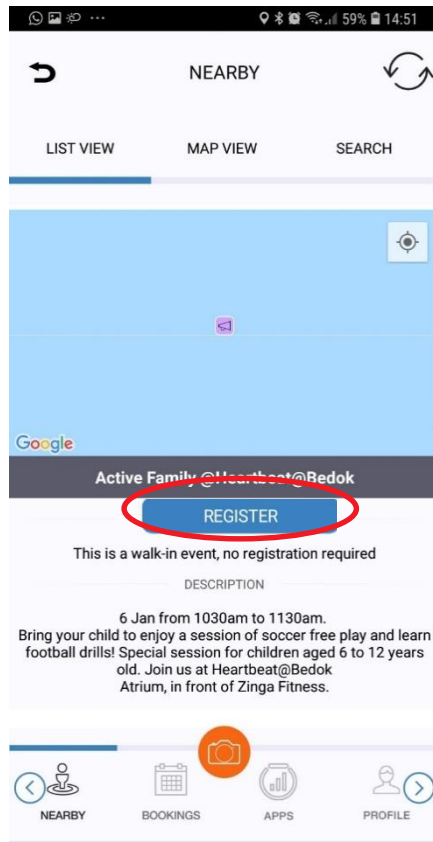 59% 14:51
NEARBY
LIST VIEW MAP VIEW SEARCH
Google
Active Family @Heartbeat@Bedok
REGISTER
This is a walk-in event, no registration required
DESCRIPTION
6 Jan from 1030am to 1130am.
Bring your child to enjoy a session of soccer free play and learn
football drills! Special session for children aged 6 to 12 years
old. Join us at Heartbeat@Bedok
Atrium, in front of Zinga Fitness.
NEARBY BOOKINGS APPS PROFILE